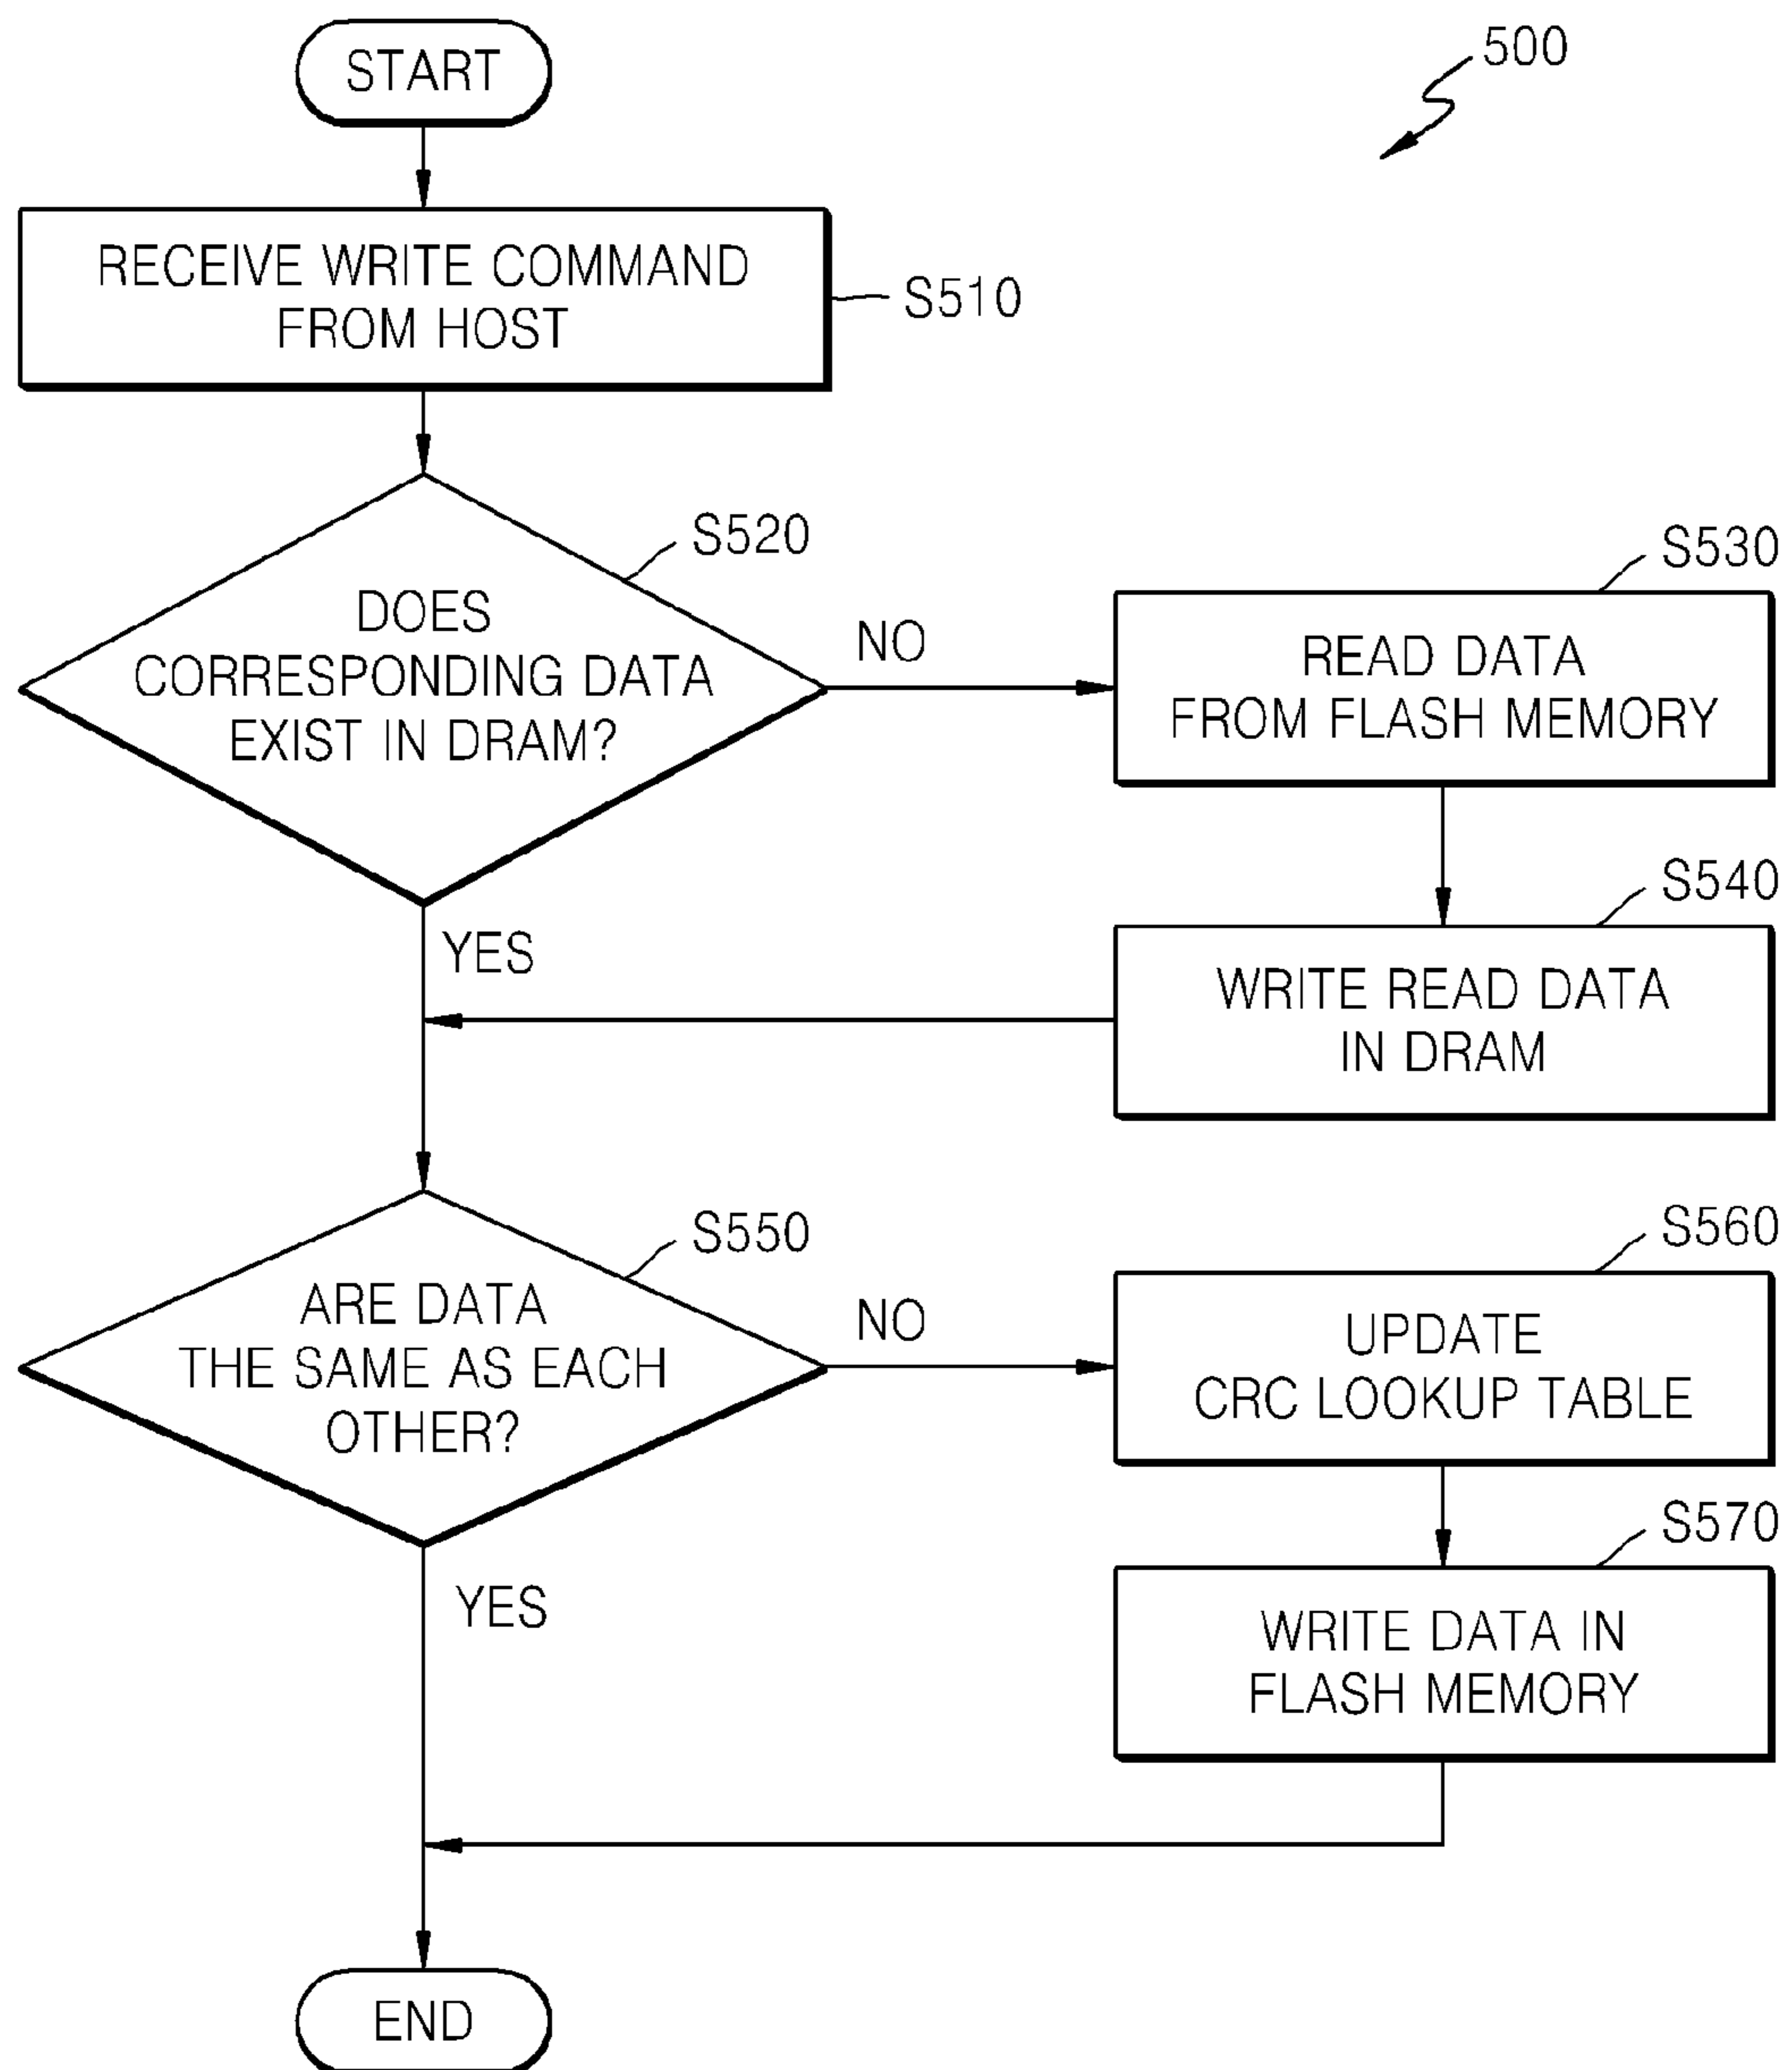 START
500
RECEIVE WRITE COMMAND
FROM HOST
S510
S520
DOES
CORRESPONDING DATA
EXIST IN DRAM?
NO
YES
S530
READ DATA
FROM FLASH MEMORY
S540
WRITE READ DATA
IN DRAM
S550
ARE DATA
THE SAME AS EACH
OTHER?
NO
YES
S560
UPDATE
CRC LOOKUP TABLE
S570
WRITE DATA IN
FLASH MEMORY
END